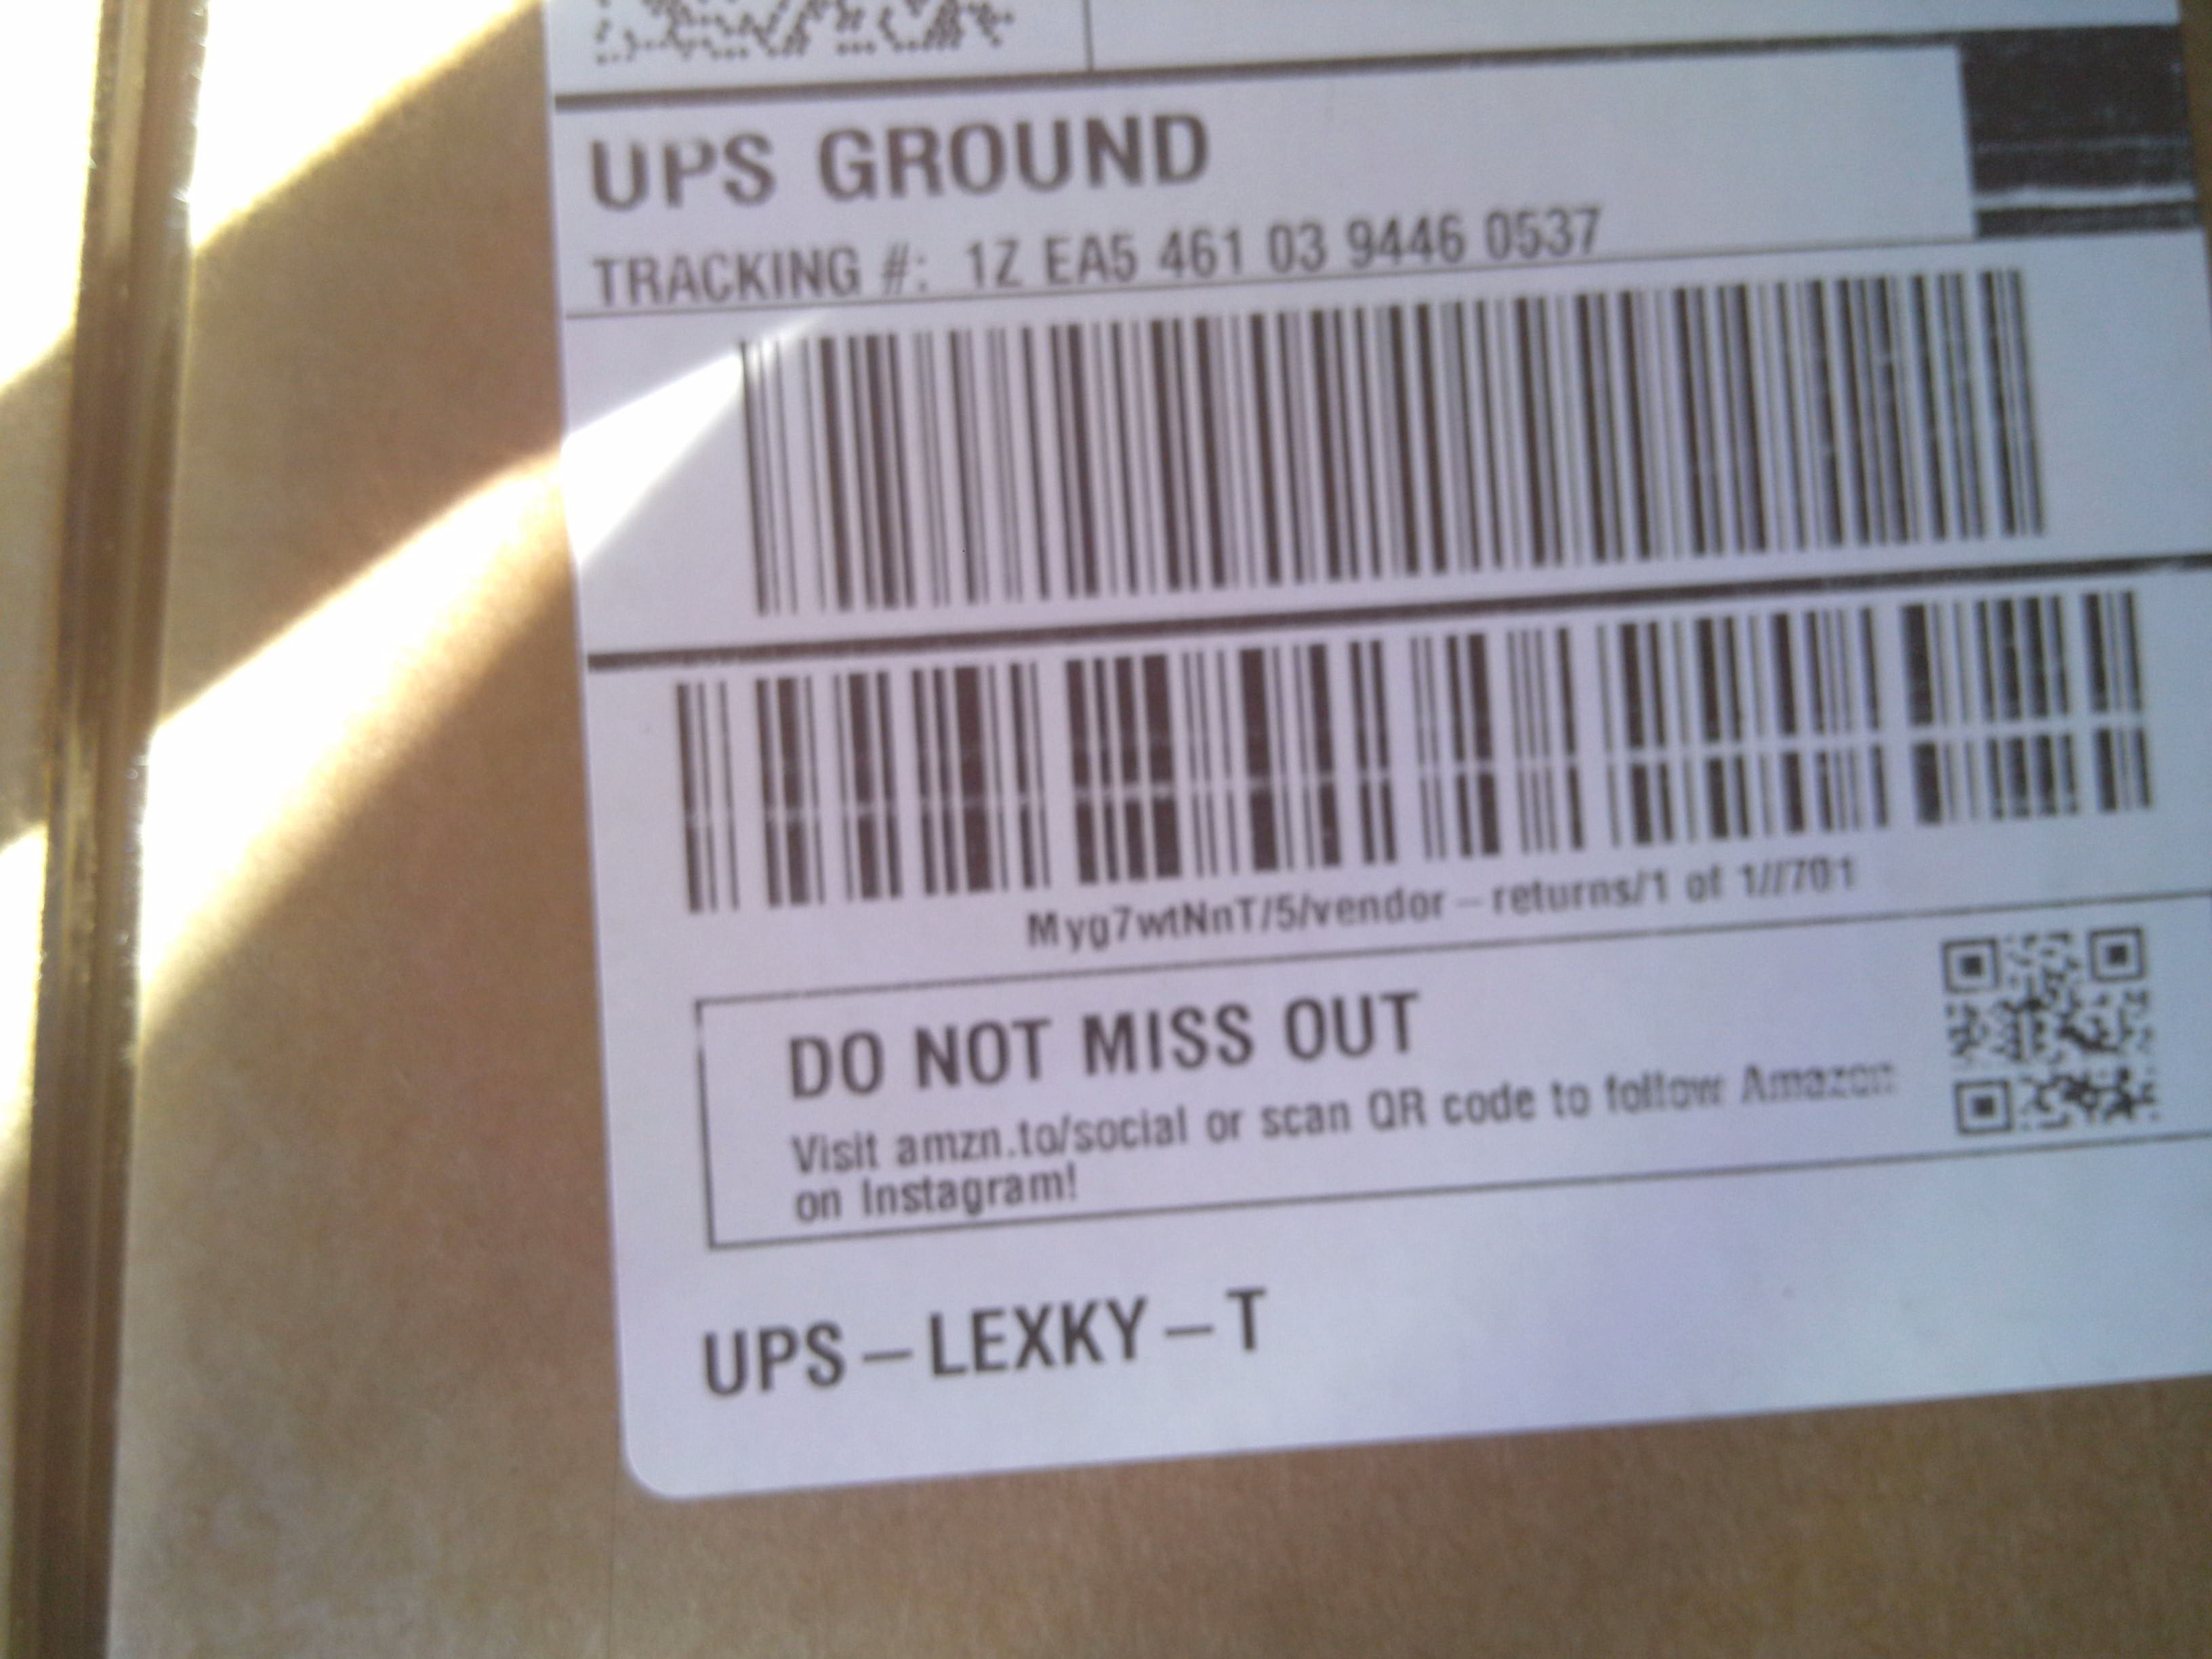 UPS GROUND
TRACKING #: 1Z EA5 461 03 9446 0537
Myg7wtNnT/5/vendor-returns/1 of 1///701
DO NOT MISS OUT
Visit amzn.to/social or scan QR code to follow Amazon
on Instagram!
UPS-LEXKY-T